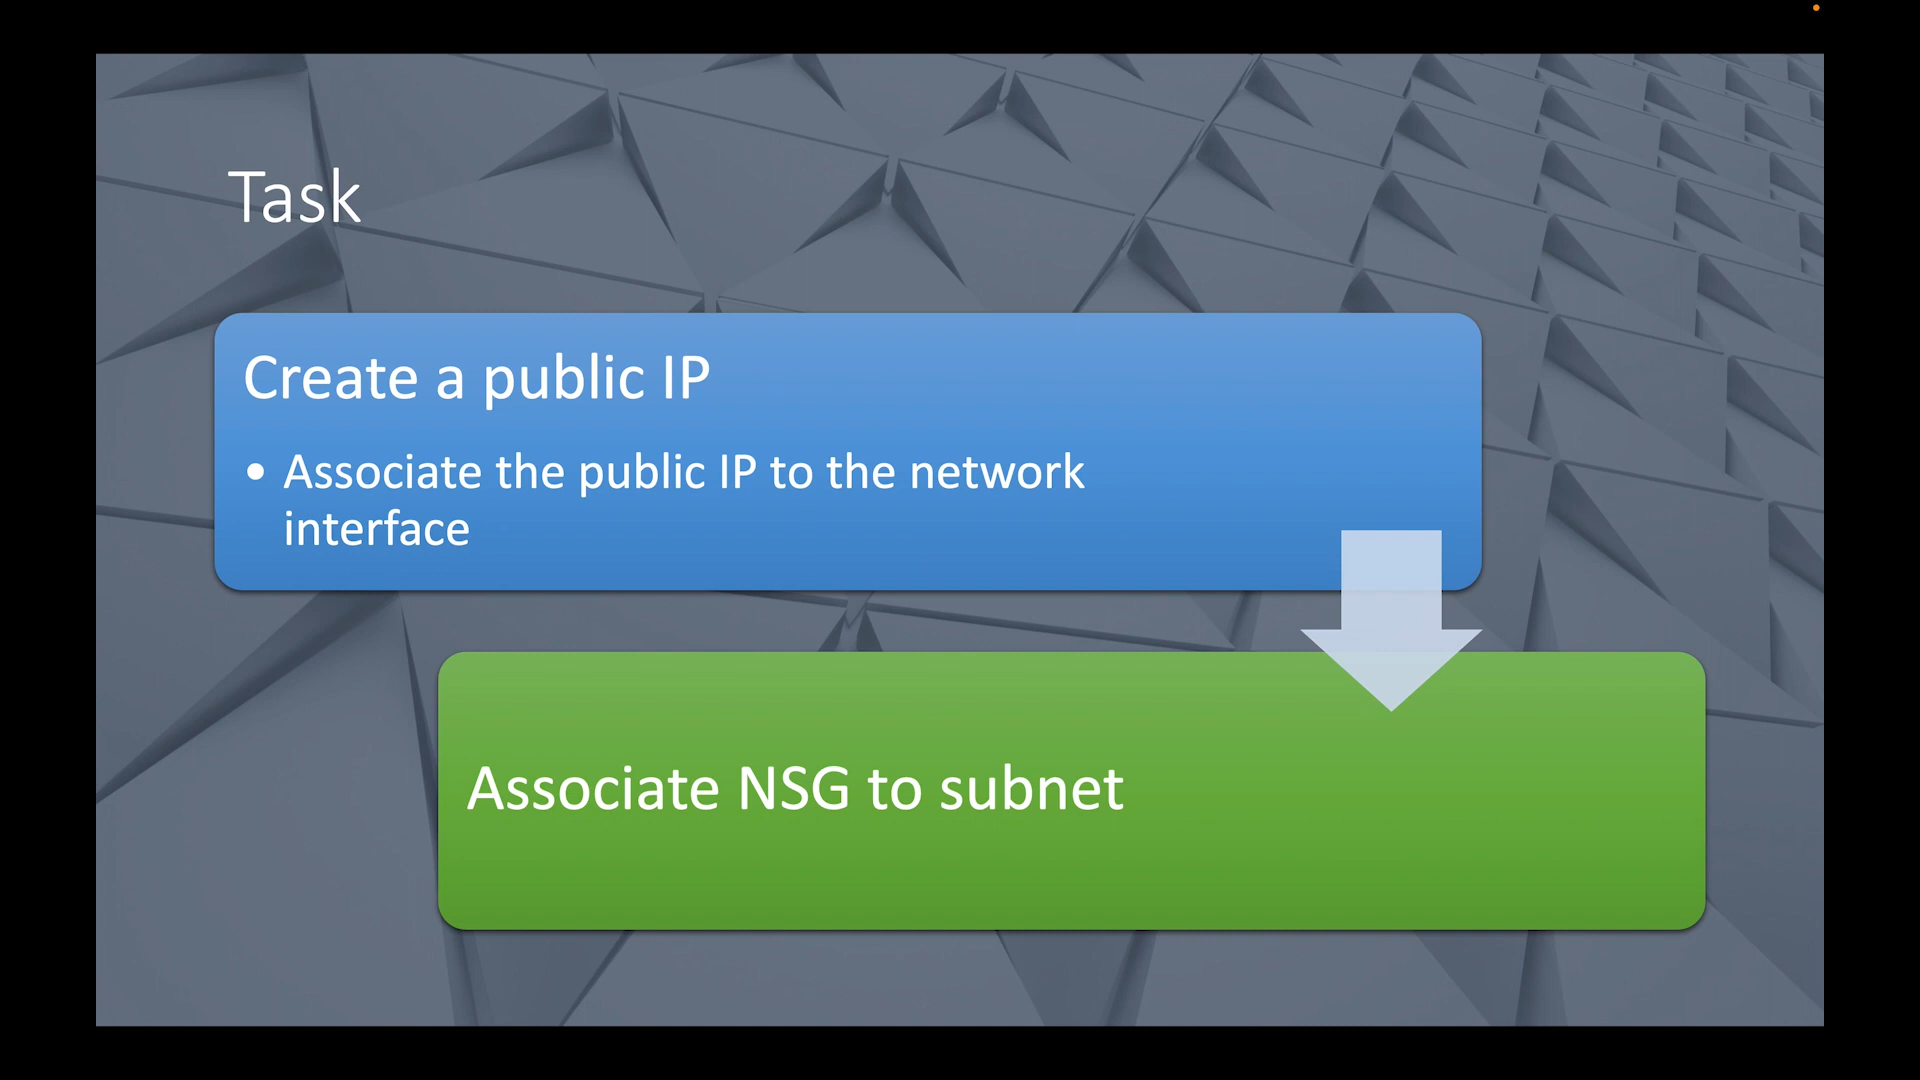 Task
Create a public IP
• Associate the public IP to the network
interface
Associate NSG to subnet